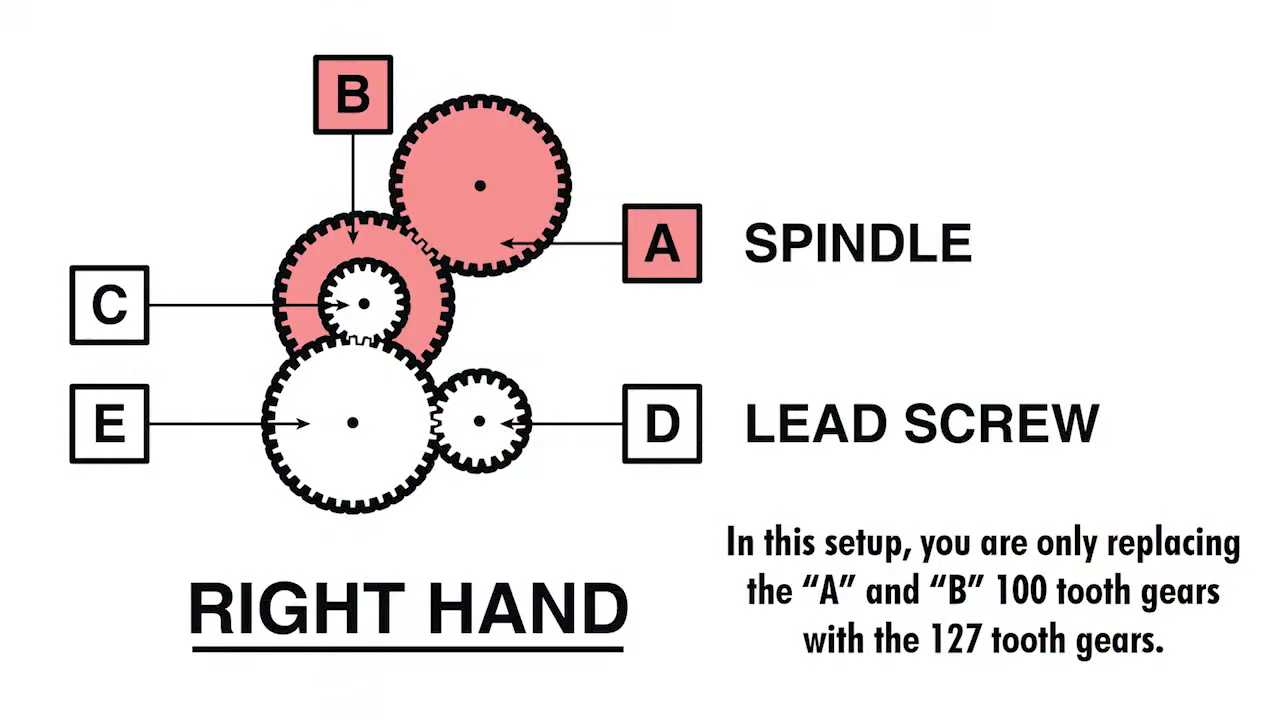 B
A SPINDLE
C
E
D LEAD SCREW
In this setup, you are only replacing
the “A” and “B” 100 tooth gears
with the 127 tooth gears.
RIGHT HAND